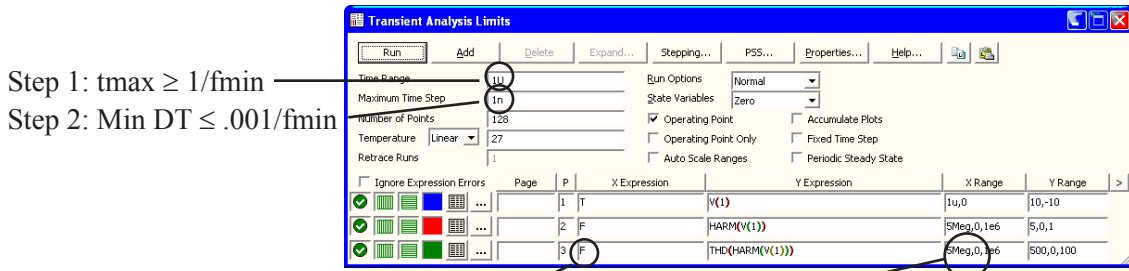 Transient Analysis Limits
Run Add Delete Expand... Stepping... PSS... Properties... Help...
Step 1: tmax ≥ 1/fmin
Time Range 1U Run Options Normal
Step 2: Min DT ≤ .001/fmin
Maximum Time Step 1n State Variables Zero
Number of Points 128 Operating Point Accumulate Plots
Temperature Linear 27 Operating Point Only Fixed Time Step
Retrace Runs 1 Auto Scale Ranges Periodic Steady State
Ignore Expression Errors Page P X Expression Y Expression X Range Y Range >
... 1 T V(1) 1u,0 10,-10
... 2 F HARM(V(1)) 5Meg,0,1e6 5,0,1
... 3 F THD(HARM(V(1))) 5Meg,0,1e6 500,0,100